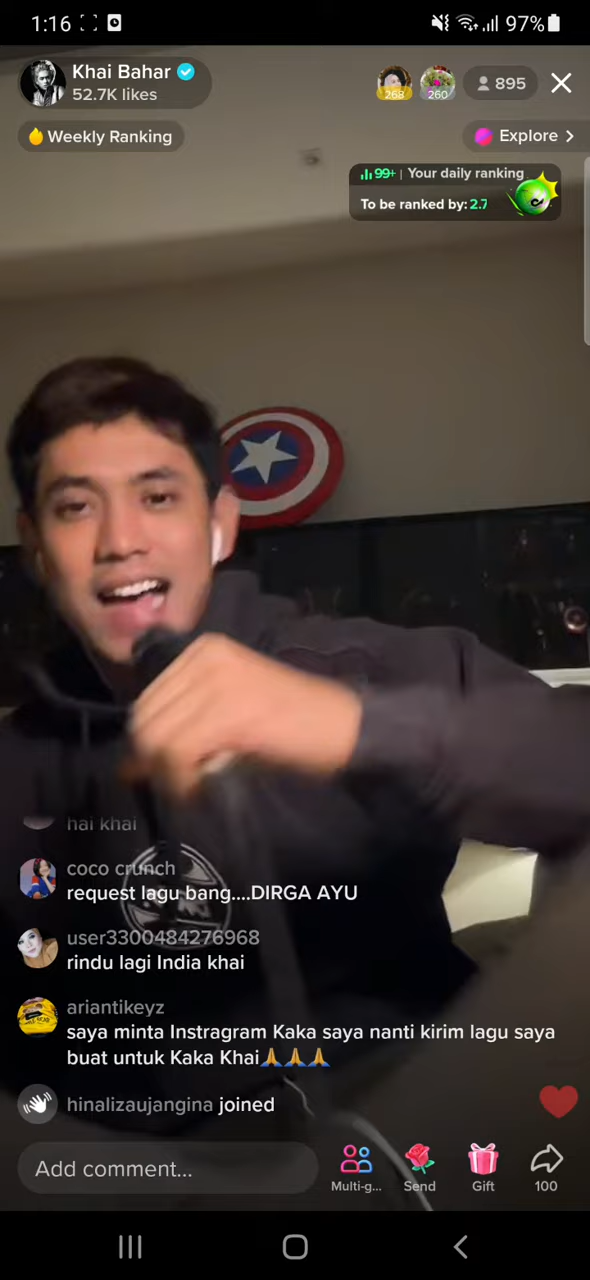 1:16 97%
Khai Bahar
52.7K likes
268
260
895
Weekly Ranking
Explore
99+ | Your daily ranking
To be ranked by: 2.7
hai khai
coco crunch
request lagu bang....DIRGA AYU
user3300484276968
rindu lagi India khai
ariantikeyz
saya minta Instragram Kaka saya nanti kirim lagu saya
buat untuk Kaka Khai🙏🙏🙏
hinalizaujangina joined
Add comment...
Multi-g...
Send
Gift
100